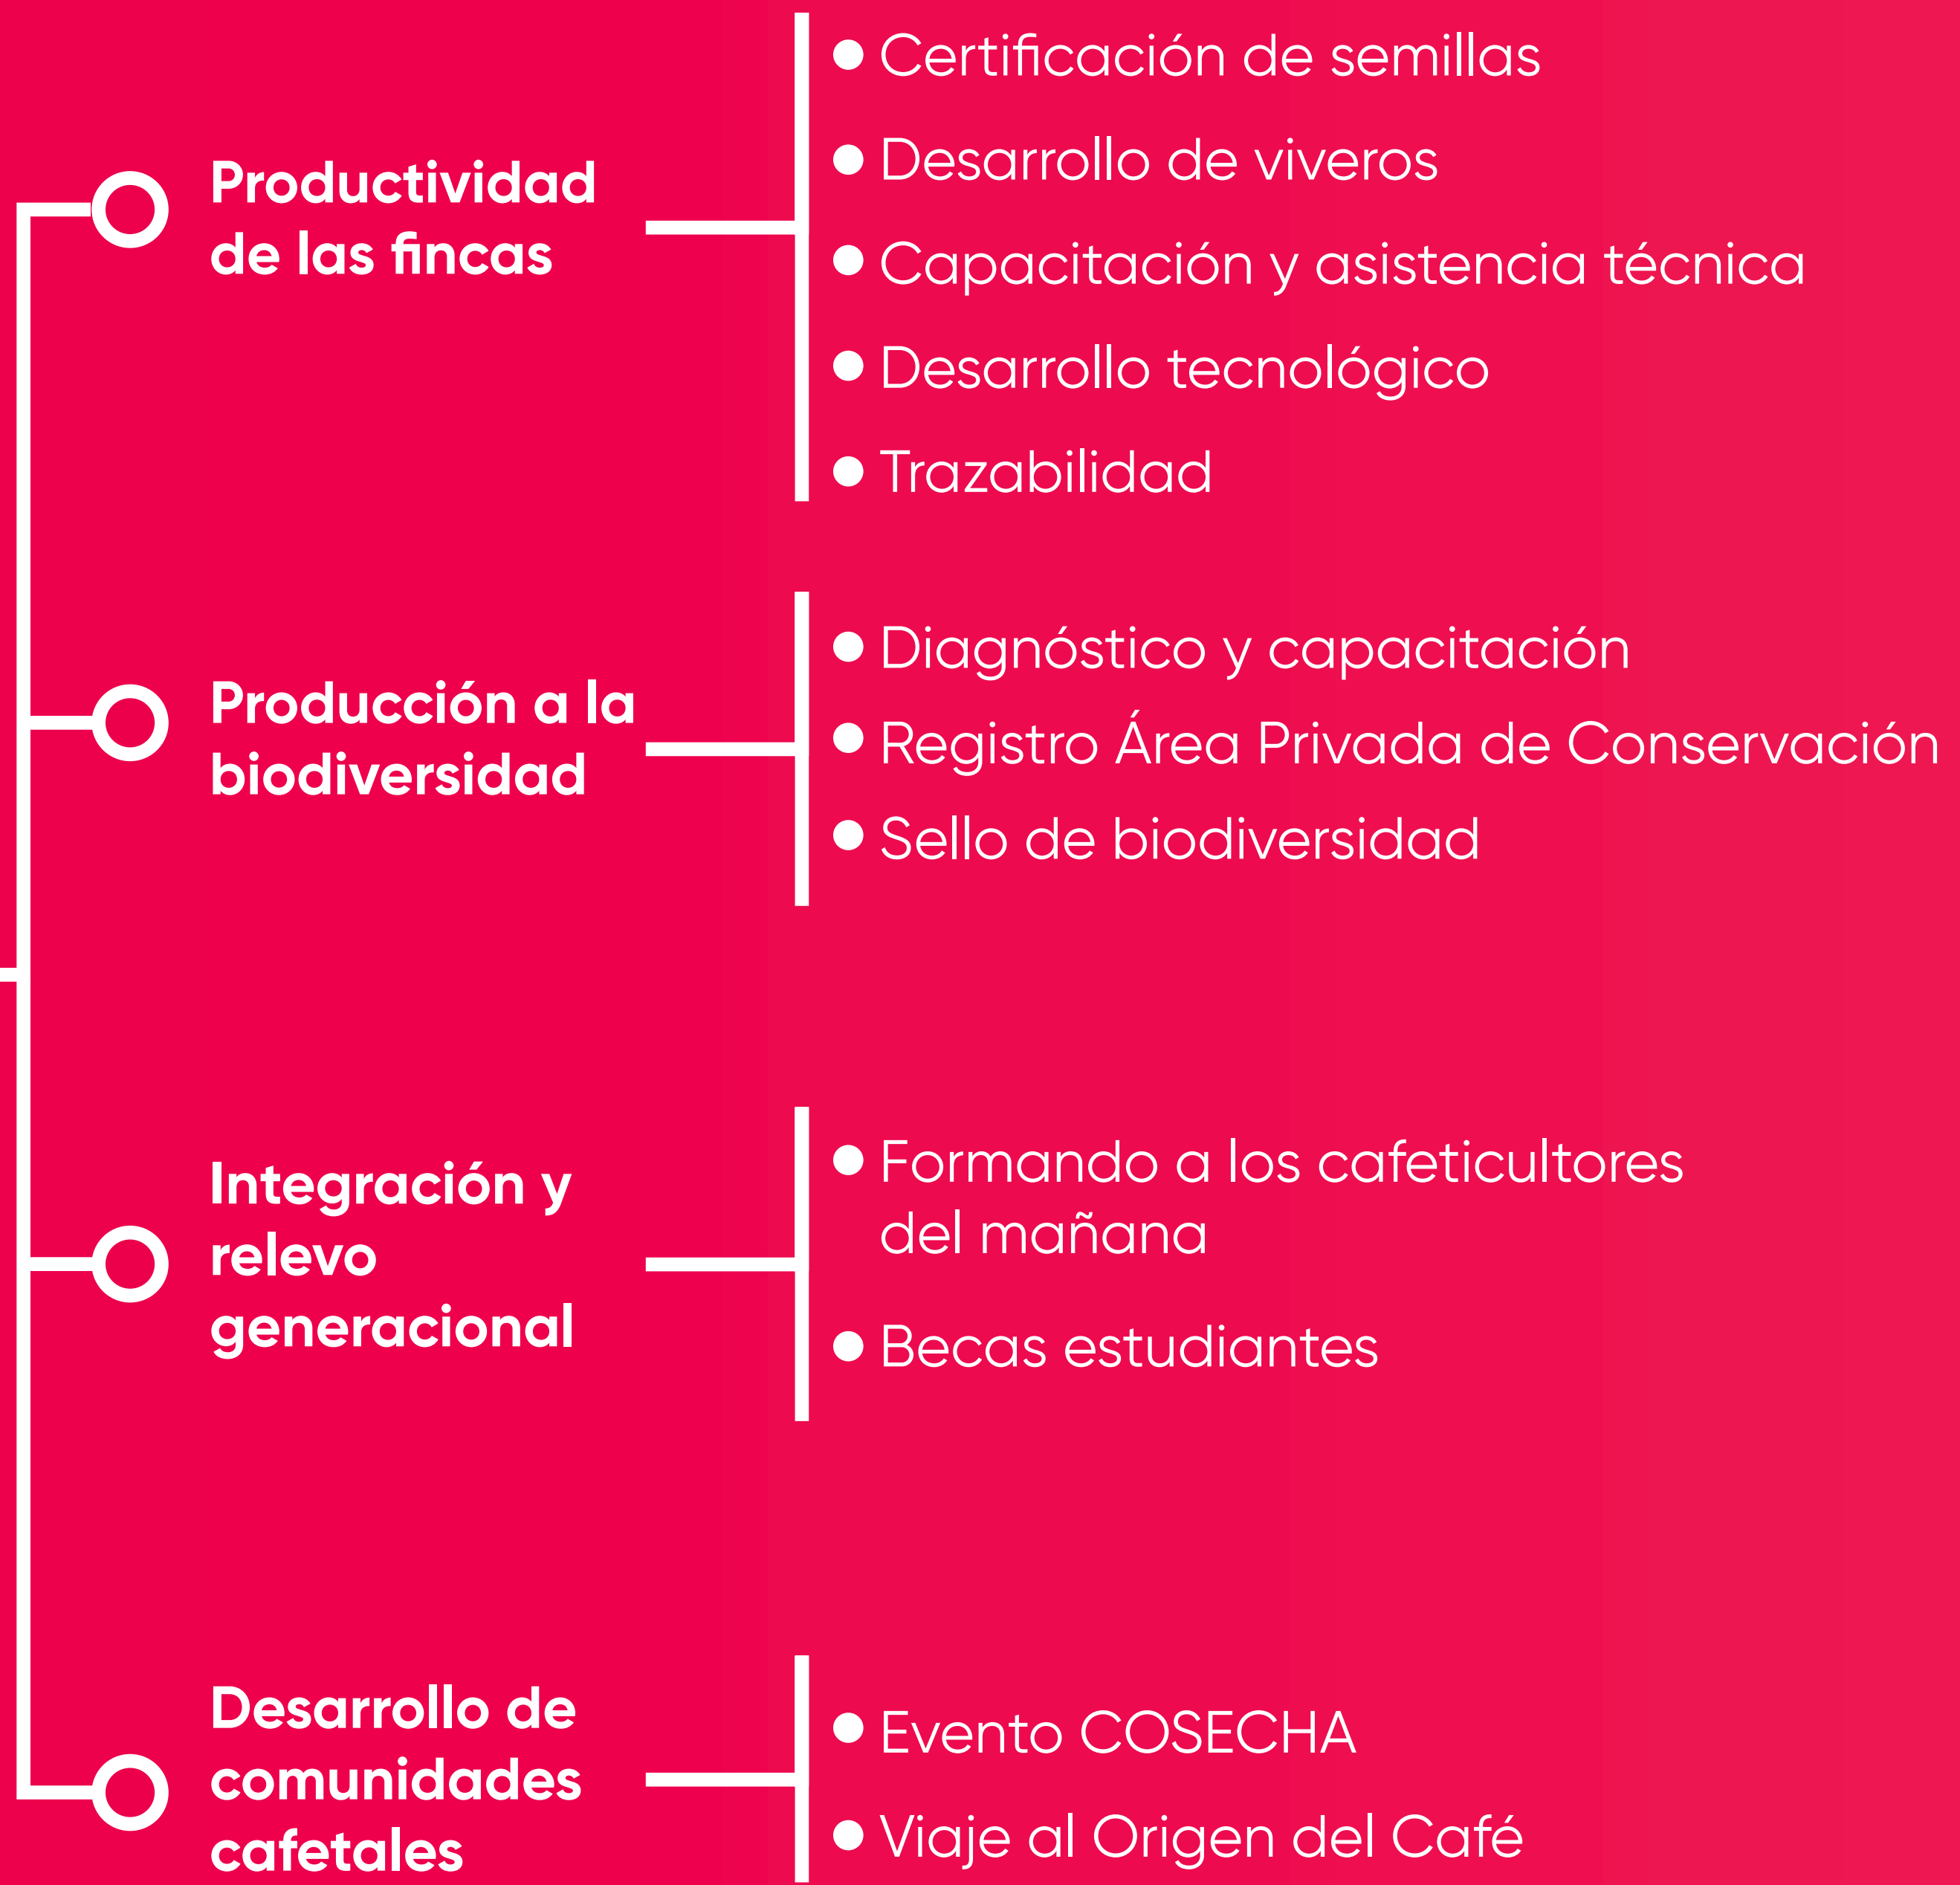 Productividad
de las fincas
Certificación de semillas
Desarrollo de viveros
Capacitación y asistencia técnica
Desarrollo tecnológico
Trazabilidad
Producción a la
biodiversidad
Diagnóstico y capacitación
Registro Área Privada de Conservación
Sello de biodiversidad
Integración y
relevo
generacional
Formando a los cafeticultores
del mañana
Becas estudiantes
Desarrollo de
comunidades
cafetales
Evento COSECHA
Viaje al Origen del Café